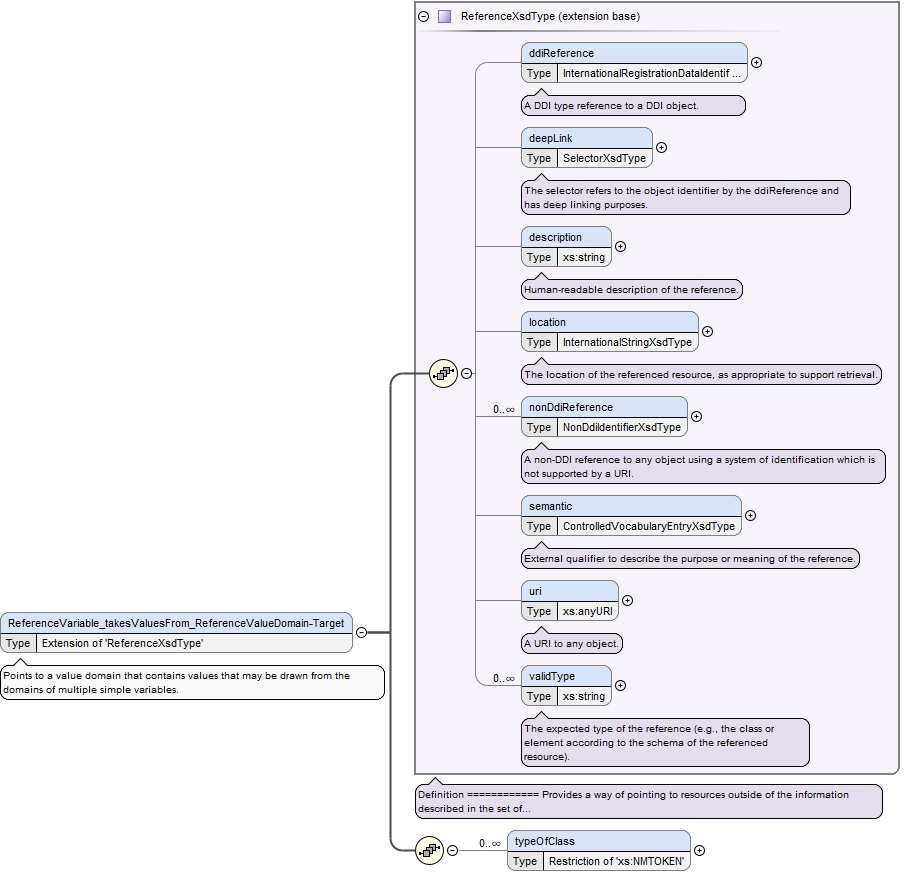 ReferenceXsdType (extension base)
ddiReference
Type InternationalRegistrationDataIdentif ...
A DDI type reference to a DDI object.
deepLink
Type SelectorXsdType
The selector refers to the object identifier by the ddiReference and
has deep linking purposes.
description
Type xs:string
Human-readable description of the reference.
location
Type InternationalStringXsdType
The location of the referenced resource, as appropriate to support retrieval.
0..∞ nonDdiReference
Type NonDdiIdentifierXsdType
A non-DDI reference to any object using a system of identification which is
not supported by a URI.
semantic
Type ControlledVocabularyEntryXsdType
External qualifier to describe the purpose or meaning of the reference.
uri
Type xs:anyURI
A URI to any object.
0..∞ validType
Type xs:string
The expected type of the reference (e.g., the class or
element according to the schema of the referenced
resource).
Definition ============ Provides a way of pointing to resources outside of the information
described in the set of...
ReferenceVariable_takesValuesFrom_ReferenceValueDomain-Target
Type Extension of 'ReferenceXsdType'
Points to a value domain that contains values that may be drawn from the
domains of multiple simple variables.
0..∞ typeOfClass
Type Restriction of 'xs:NMTOKEN'